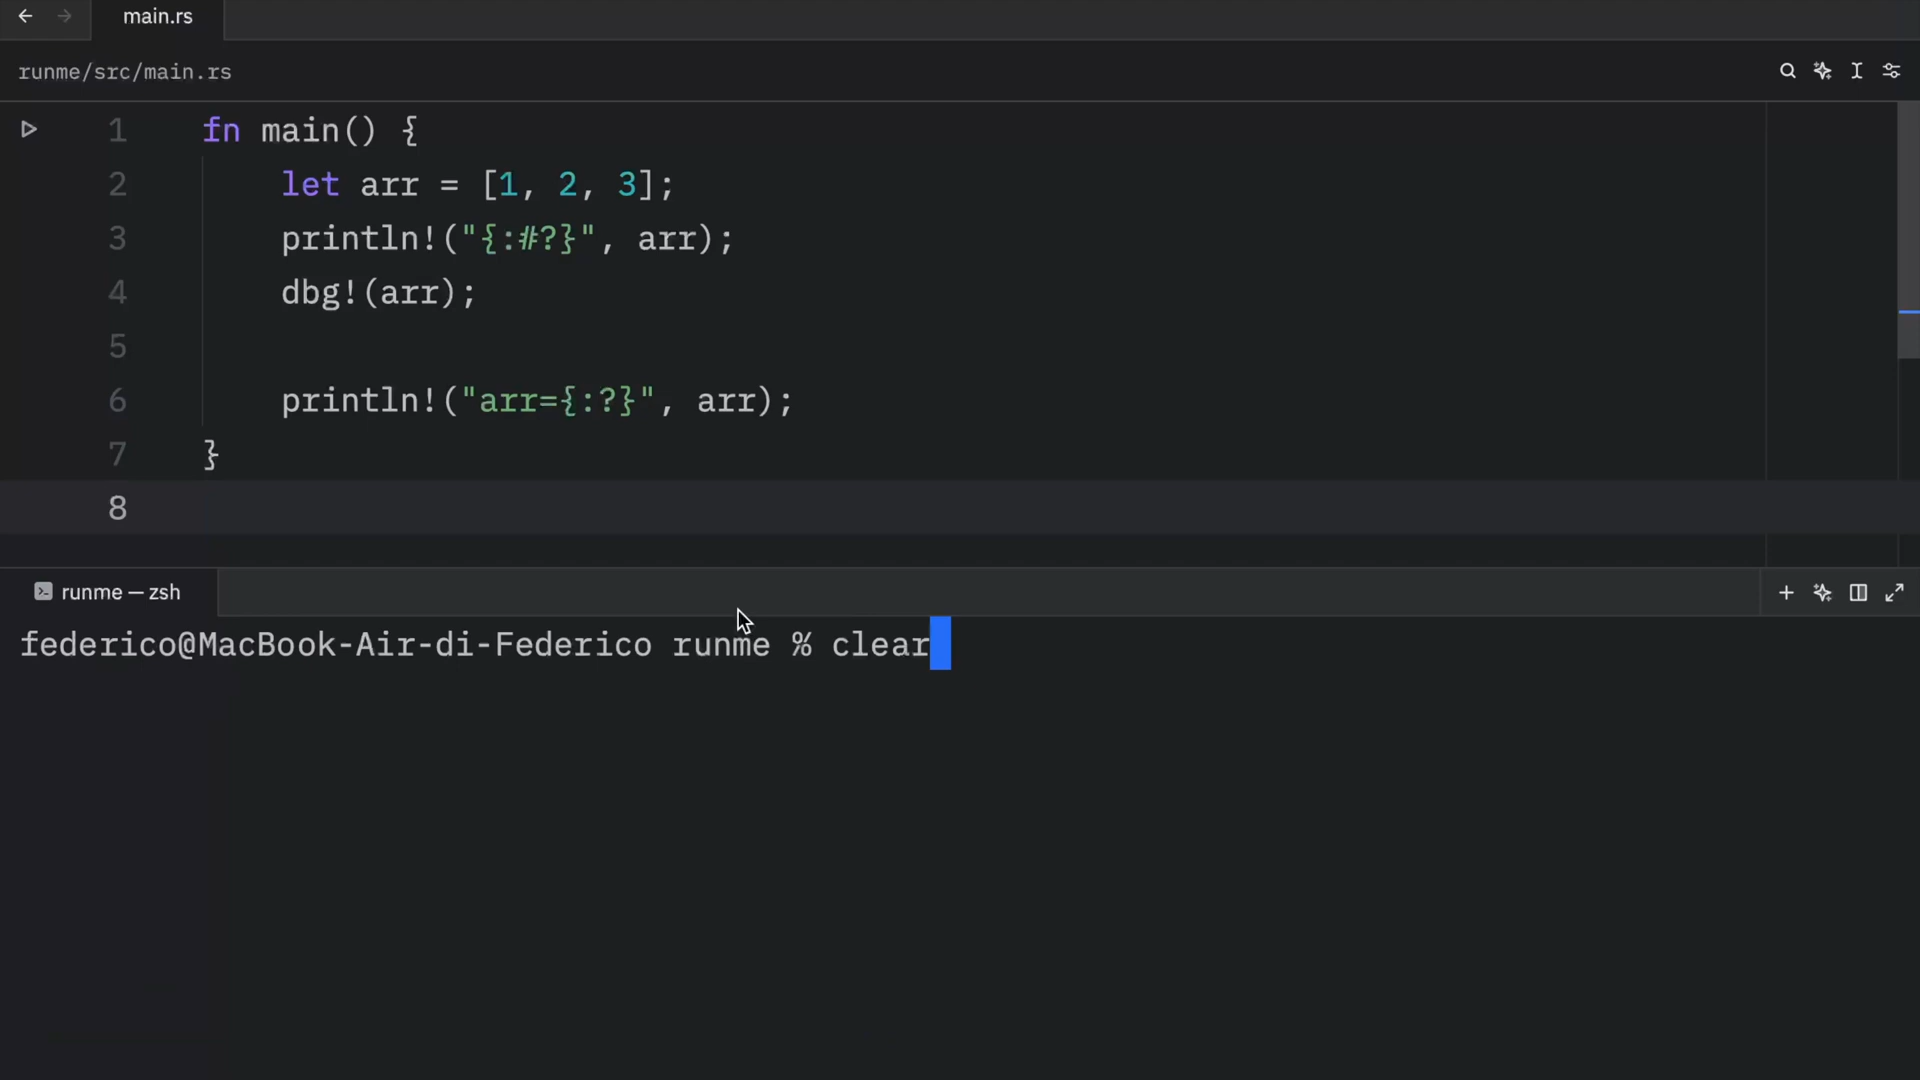 main.rs
runme/src/main.rs
1 fn main() {
2 let arr = [1, 2, 3];
3 println!("{:#?}", arr);
4 dbg!(arr);
5
6 println!("arr={:?}", arr);
7 }
8
runme — zsh
federico@MacBook-Air-di-Federico runme % clear